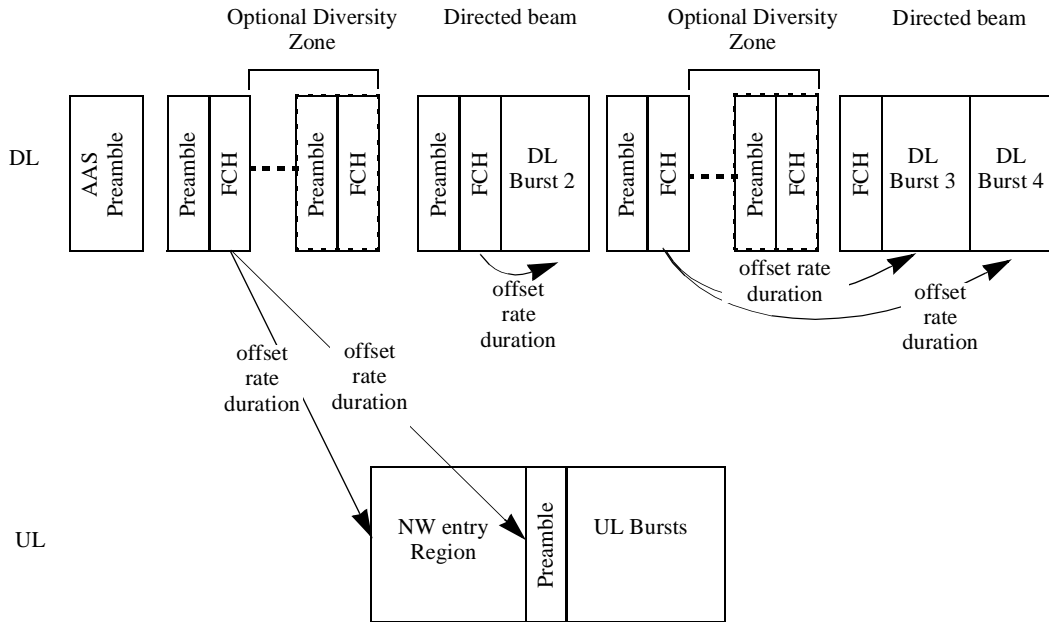 Optional Diversity
Zone
Directed beam
Optional Diversity
Zone
Directed beam
DL
AAS
Preamble
Preamble
FCH
Preamble
FCH
Preamble
FCH
DL
Burst 2
Preamble
FCH
Preamble
FCH
FCH
DL
Burst 3
DL
Burst 4
offset
rate
duration
offset rate
duration
offset
rate
duration
offset
rate
duration
offset
rate
duration
UL
NW entry
Region
Preamble
UL Bursts